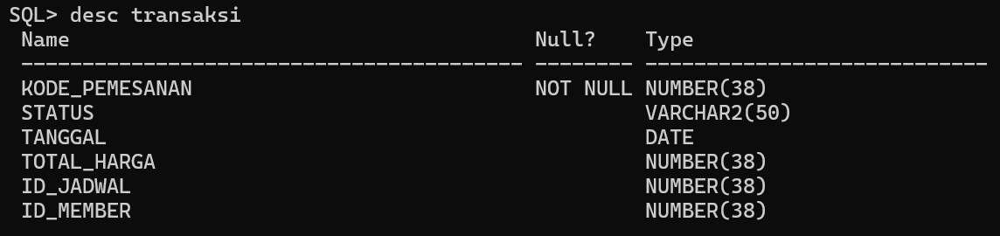 SQL> desc transaksi
Name Null? Type
----------------------------------------- -------- ----------------------------
KODE_PEMESANAN NOT NULL NUMBER(38)
STATUS VARCHAR2(50)
TANGGAL DATE
TOTAL_HARGA NUMBER(38)
ID_JADWAL NUMBER(38)
ID_MEMBER NUMBER(38)